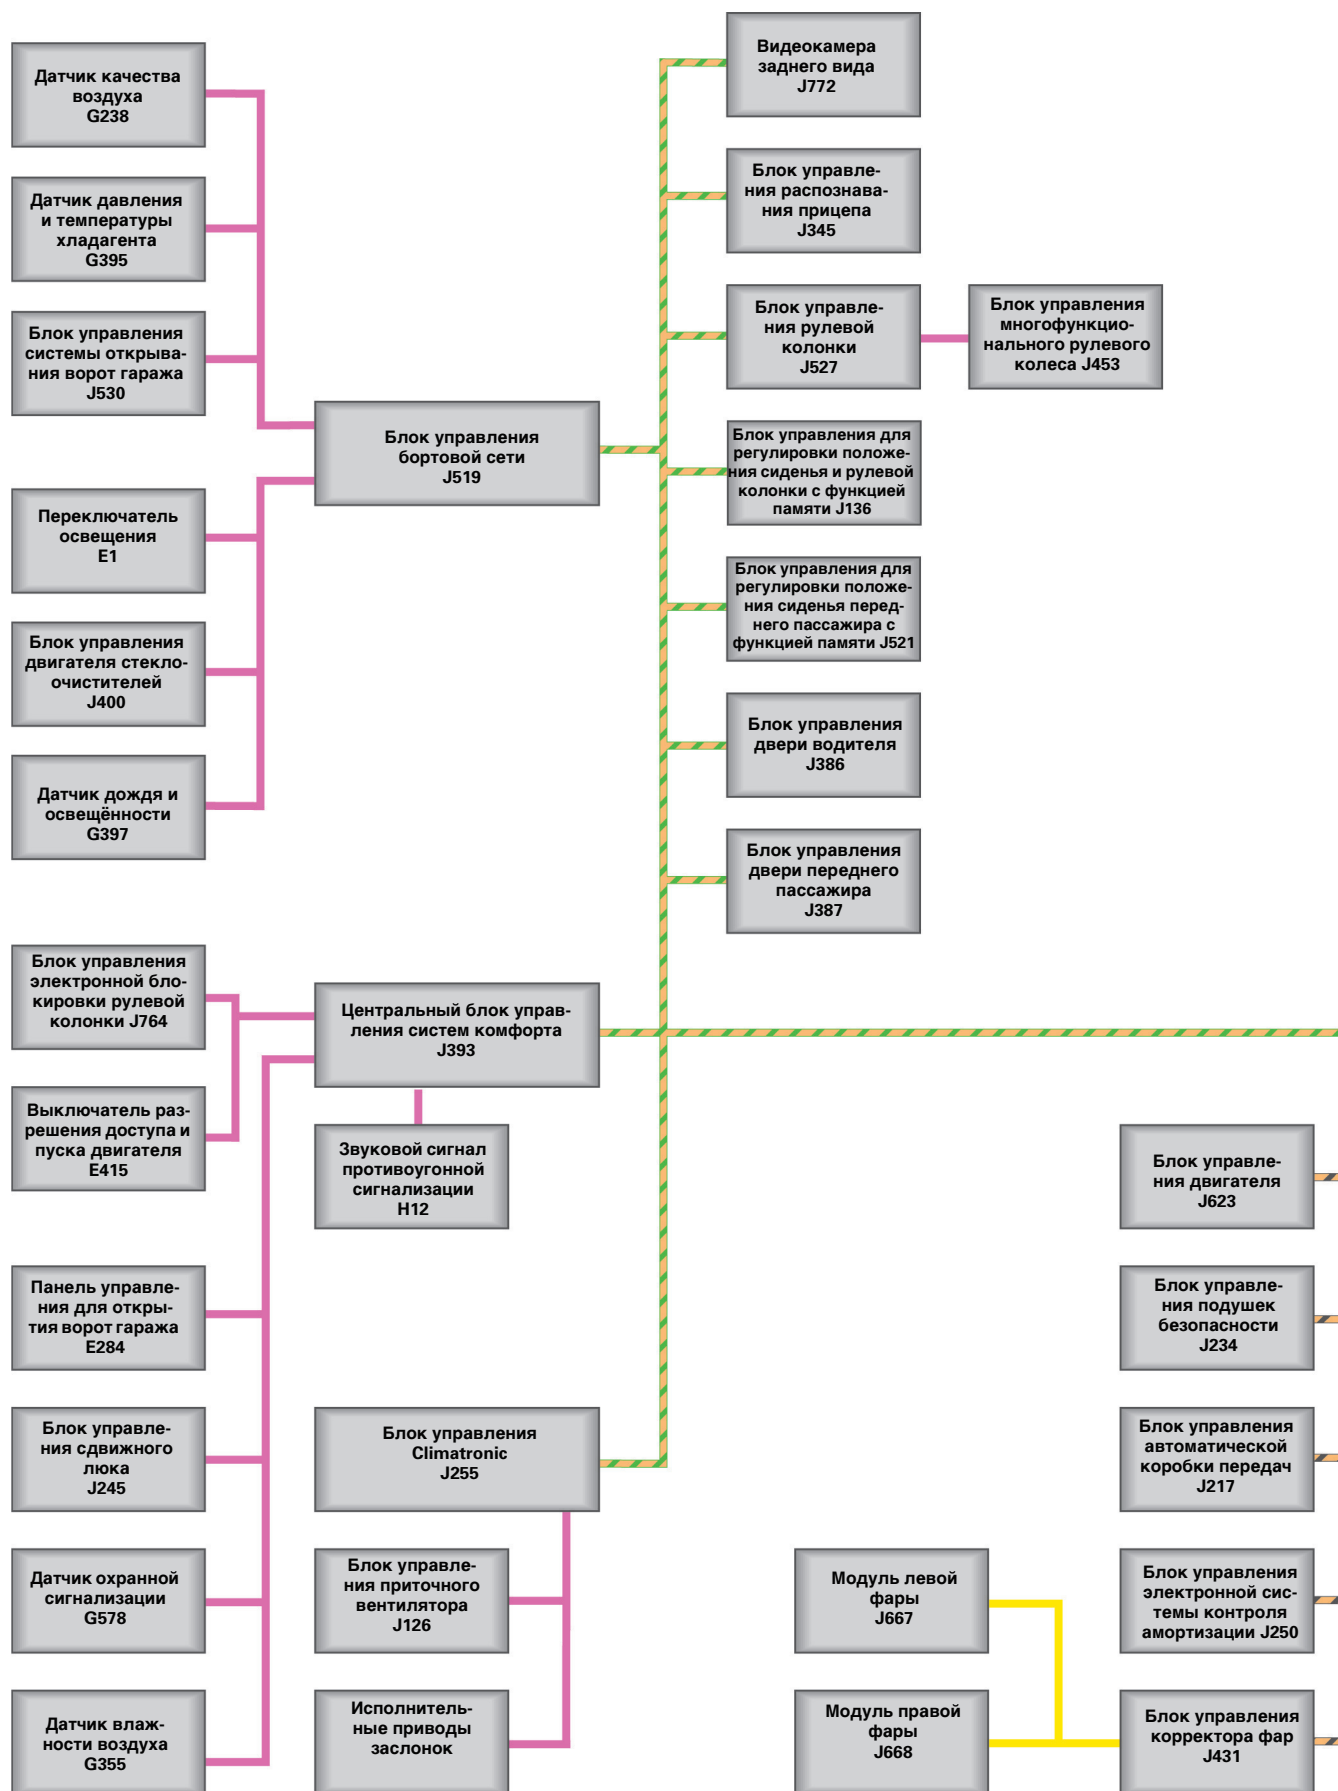 Видеокамера
заднего вида
J772
Датчик качества
воздуха
G238
Блок управле-
ния распознава-
ния прицепа
J345
Датчик давления
и температуры
хладагента
G395
Блок управле-
ния рулевой
колонки
J527
Блок управления
многофункцио-
нального рулевого
колеса J453
Блок управления
системы открыва-
ния ворот гаража
J530
Блок управления
бортовой сети
J519
Блок управления для
регулировки положе-
ния сиденья и рулевой
колонки с функцией
памяти J136
Переключатель
освещения
E1
Блок управления для
регулировки положе-
ния сиденья перед-
него пассажира с
функцией памяти J521
Блок управления
двигателя стекло-
очистителей
J400
Блок управления
двери водителя
J386
Датчик дождя и
освещённости
G397
Блок управления
двери переднего
пассажира
J387
Блок управления
электронной бло-
кировки рулевой
колонки J764
Центральный блок управ-
ления систем комфорта
J393
Выключатель раз-
решения доступа и
пуска двигателя
E415
Звуковой сигнал
противоугонной
сигнализации
H12
Блок управле-
ния двигателя
J623
Панель управле-
ния для откры-
тия ворот гаража
E284
Блок управле-
ния подушек
безопасности
J234
Блок управле-
ния сдвижного
люка
J245
Блок управления
Climatronic
J255
Блок управления
автоматической
коробки передач
J217
Датчик охранной
сигнализации
G578
Блок управле-
ния приточного
вентилятора
J126
Модуль левой
фары
J667
Блок управления
электронной сис-
темы контроля
амортизации J250
Датчик влаж-
ности воздуха
G355
Исполнитель-
ные приводы
заслонок
Модуль правой
фары
J668
Блок управления
корректора фар
J431